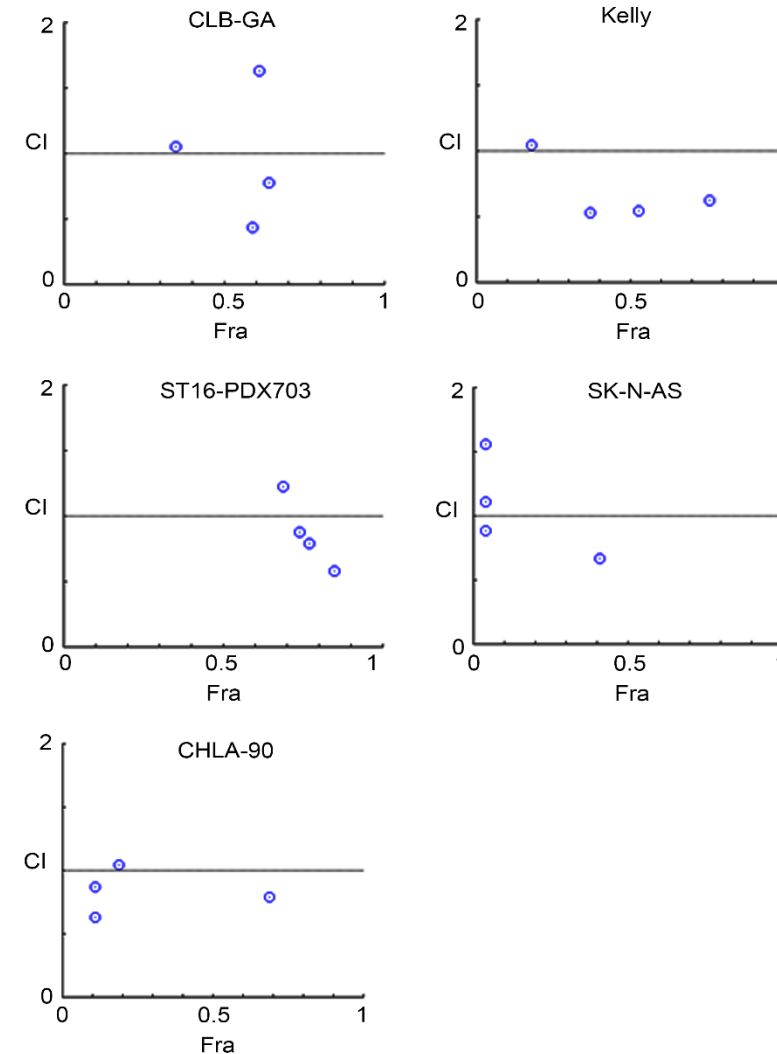 CLB-GA
2
CI
0
0 0.5 1
Fra
Kelly
2
CI
0
0 0.5
Fra
ST16-PDX703
2
CI
0
0 0.5 1
Fra
SK-N-AS
2
CI
0
0 0.5
Fra
CHLA-90
2
CI
0
0 0.5 1
Fra